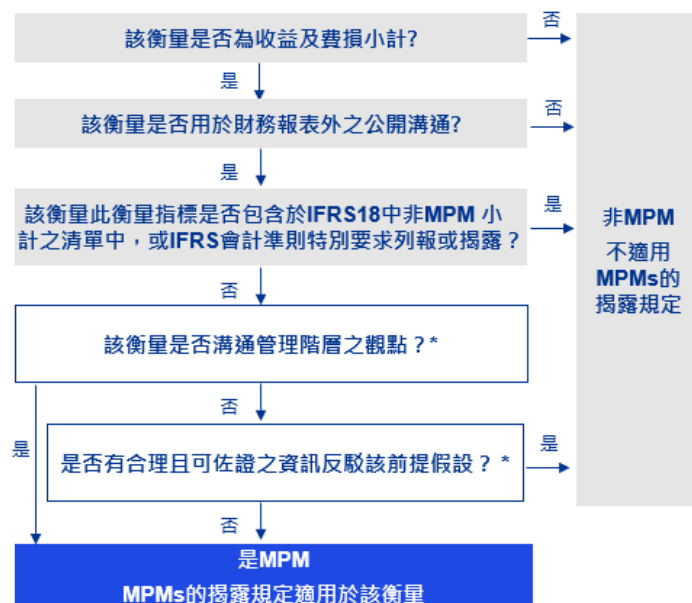 該衡量是否為收益及費損小計?
否
是
該衡量是否用於財務報表外之公開溝通?
否
是
該衡量此衡量指標是否包含於IFRS18中非MPM 小
計之清單中，或IFRS會計準則特別要求列報或揭露？
是
非MPM
不適用
MPMs的
揭露規定
否
該衡量是否溝通管理階層之觀點？*
否
是
是否有合理且可佐證之資訊反駁該前提假設？ *
是
否
是MPM
MPMs的揭露規定適用於該衡量